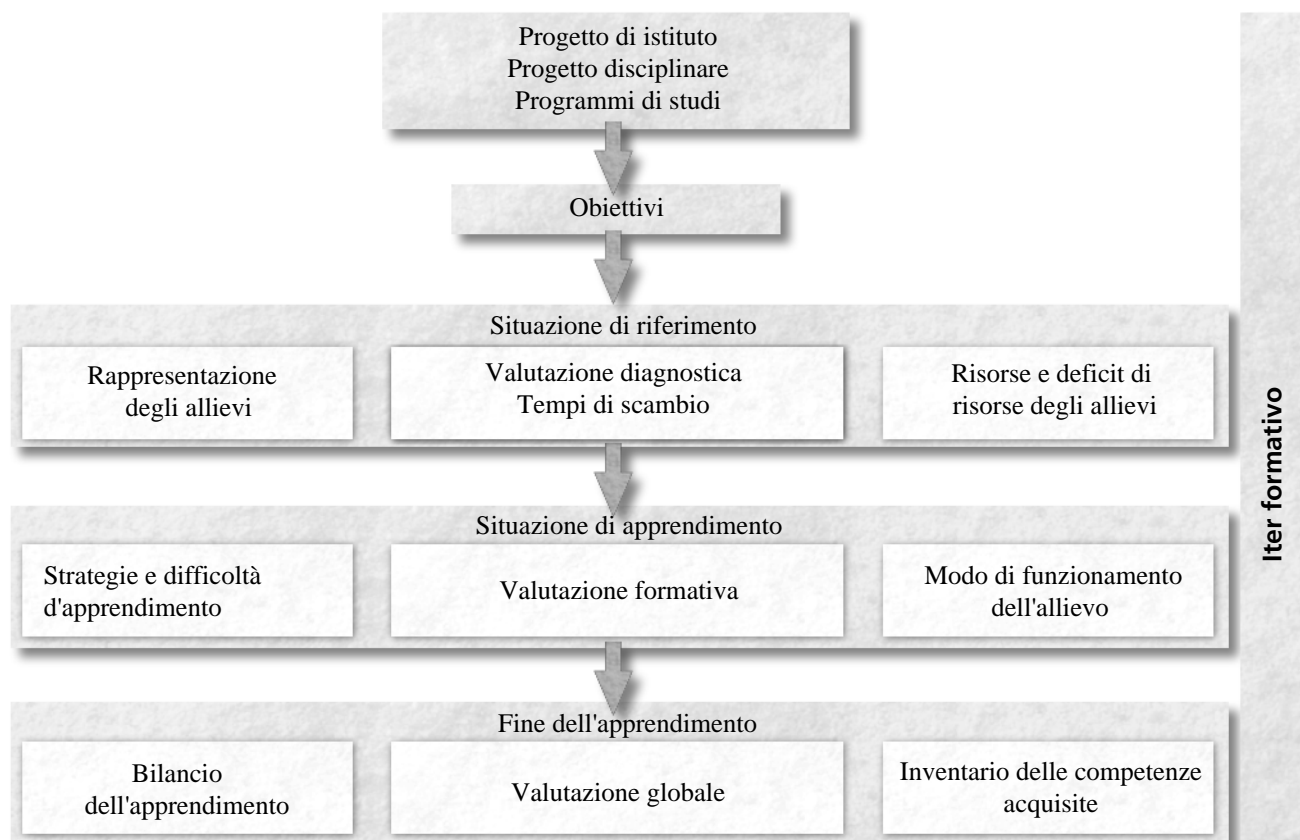 Progetto di istituto
Progetto disciplinare
Programmi di studi
Obiettivi
Situazione di riferimento
Rappresentazione
degli allievi
Valutazione diagnostica
Tempi di scambio
Risorse e deficit di
risorse degli allievi
Situazione di apprendimento
Strategie e difficoltà
d'apprendimento
Valutazione formativa
Modo di funzionamento
dell'allievo
Fine dell'apprendimento
Bilancio
dell'apprendimento
Valutazione globale
Inventario delle competenze
acquisite
Iter formativo